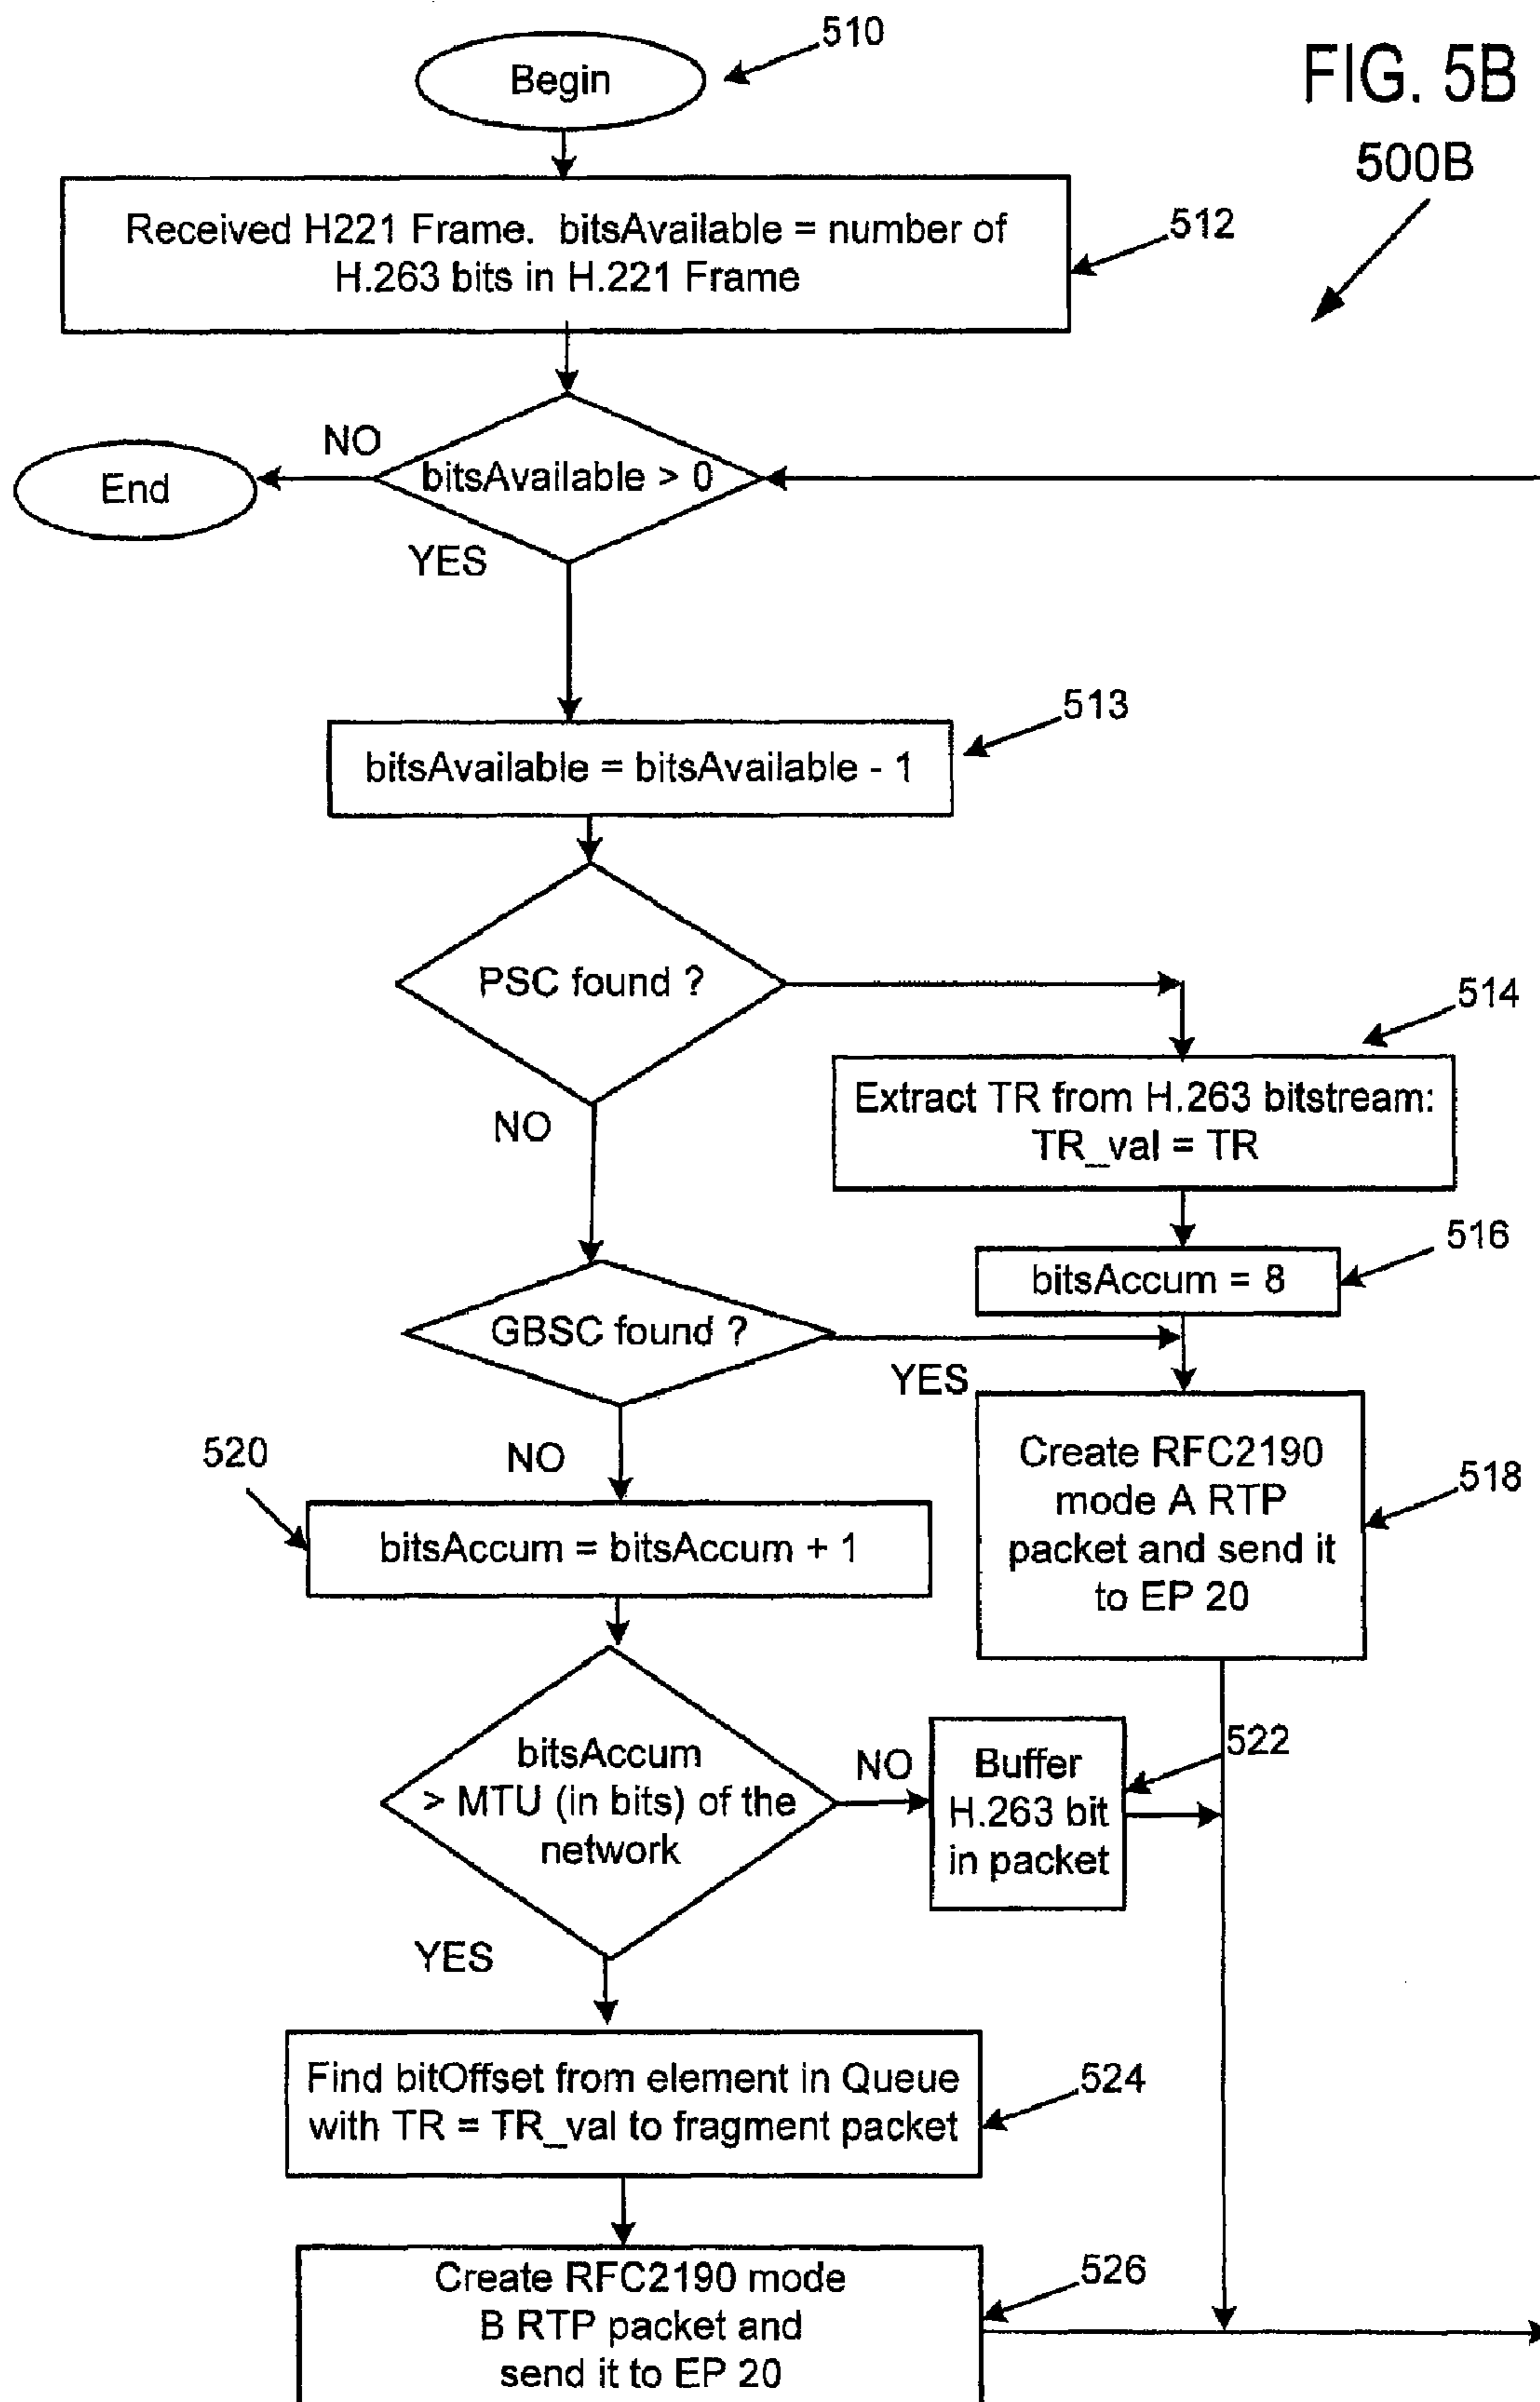 510
Begin
FIG. 5B
500B
Received H221 Frame. bitsAvailable = number of
H.263 bits in H.221 Frame
512
NO
bitsAvailable > 0
End
YES
513
bitsAvailable = bitsAvailable - 1
PSC found ?
514
Extract TR from H.263 bitstream:
TR_val = TR
NO
516
bitsAccum = 8
GBSC found ?
YES
520
NO
Create RFC2190
mode A RTP
packet and send it
to EP 20
518
bitsAccum = bitsAccum + 1
bitsAccum
> MTU (in bits) of the
network
NO
Buffer
H.263 bit
in packet
522
YES
Find bitOffset from element in Queue
with TR = TR_val to fragment packet
524
Create RFC2190 mode
B RTP packet and
send it to EP 20
526